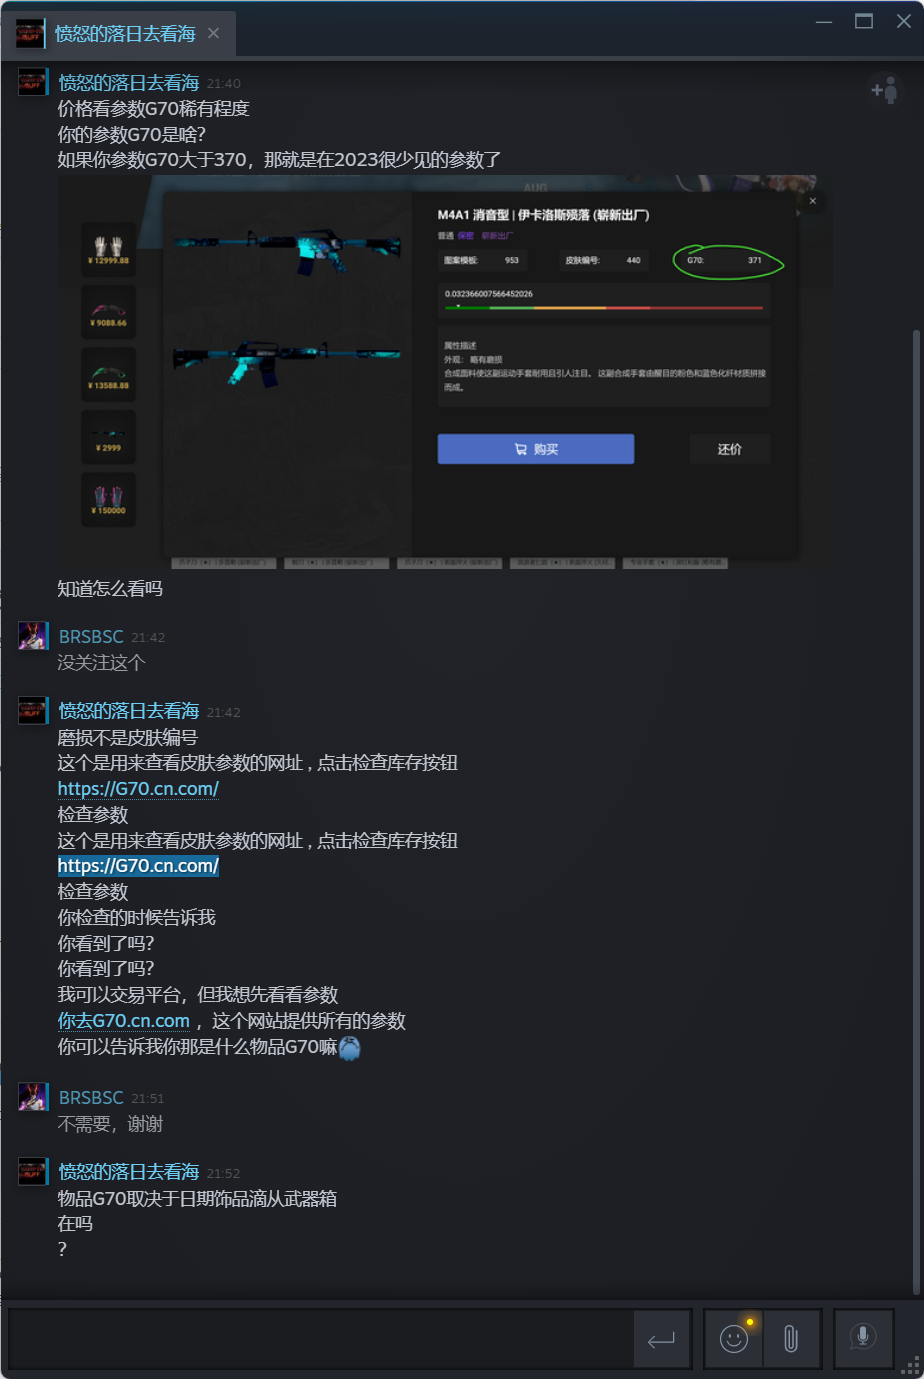 愤怒的落日去看海
愤怒的落日去看海 21:40
价格看参数G70稀有程度
你的参数G70是啥?
如果你参数G70大于370，那就是在2023很少见的参数了
AUG
M4A1 消音型 | 伊卡洛斯殒落 (崭新出厂)
普通 保密 崭新出厂
图案模板: 953 皮肤编号: 440 G70: 371
0.032366007566452026
属性描述
外观： 略有磨损
合成面料使这副运动手套耐用且引人注目。 这副合成手套由醒目的粉色和蓝色化纤材质拼接
而成。
购买 还价
¥ 12999.88
¥ 9088.66
¥ 13588.88
¥ 2999
¥ 150000
知道怎么看吗
BRSBSC 21:42
没关注这个
愤怒的落日去看海 21:42
磨损不是皮肤编号
这个是用来查看皮肤参数的网址 , 点击检查库存按钮
https://G70.cn.com/
检查参数
这个是用来查看皮肤参数的网址 , 点击检查库存按钮
https://G70.cn.com/
检查参数
你检查的时候告诉我
你看到了吗?
你看到了吗?
我可以交易平台，但我想先看看参数
你去G70.cn.com ，这个网站提供所有的参数
你可以告诉我你那是什么物品G70嘛
BRSBSC 21:51
不需要，谢谢
愤怒的落日去看海 21:52
物品G70取决于日期饰品滴从武器箱
在吗
?